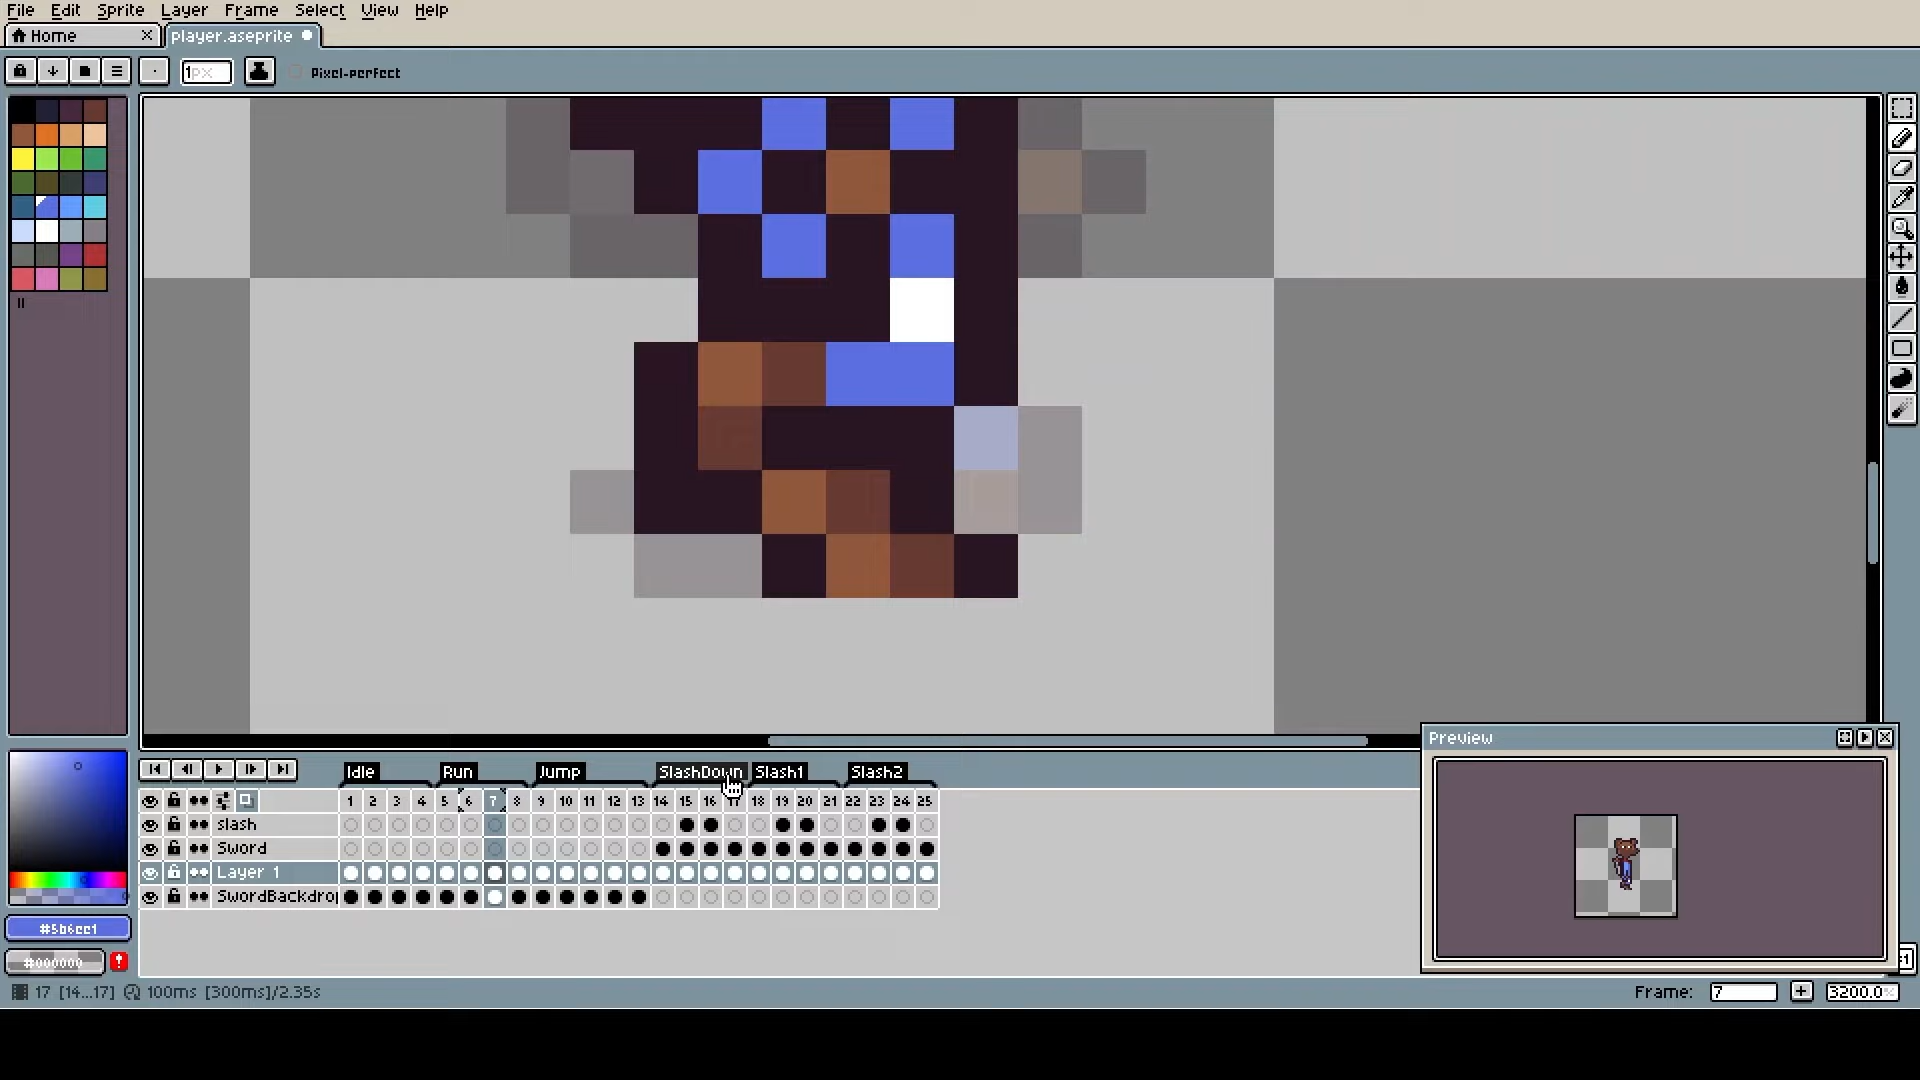 File Edit Sprite Layer Frame Select View Help
Home player.aseprite
1px Pixel-perfect
Preview
Idle Run Jump SlashDown Slash1 Slash2
1 2 3 4 5 6 7 8 9 10 11 12 13 14 15 16 17 18 19 20 21 22 23 24 25
slash
Sword
Layer 1
SwordBackdro
#5b6ee1
#000000
17 [14...17] 100ms [300ms]/2.35s
Frame: 7 3200.0